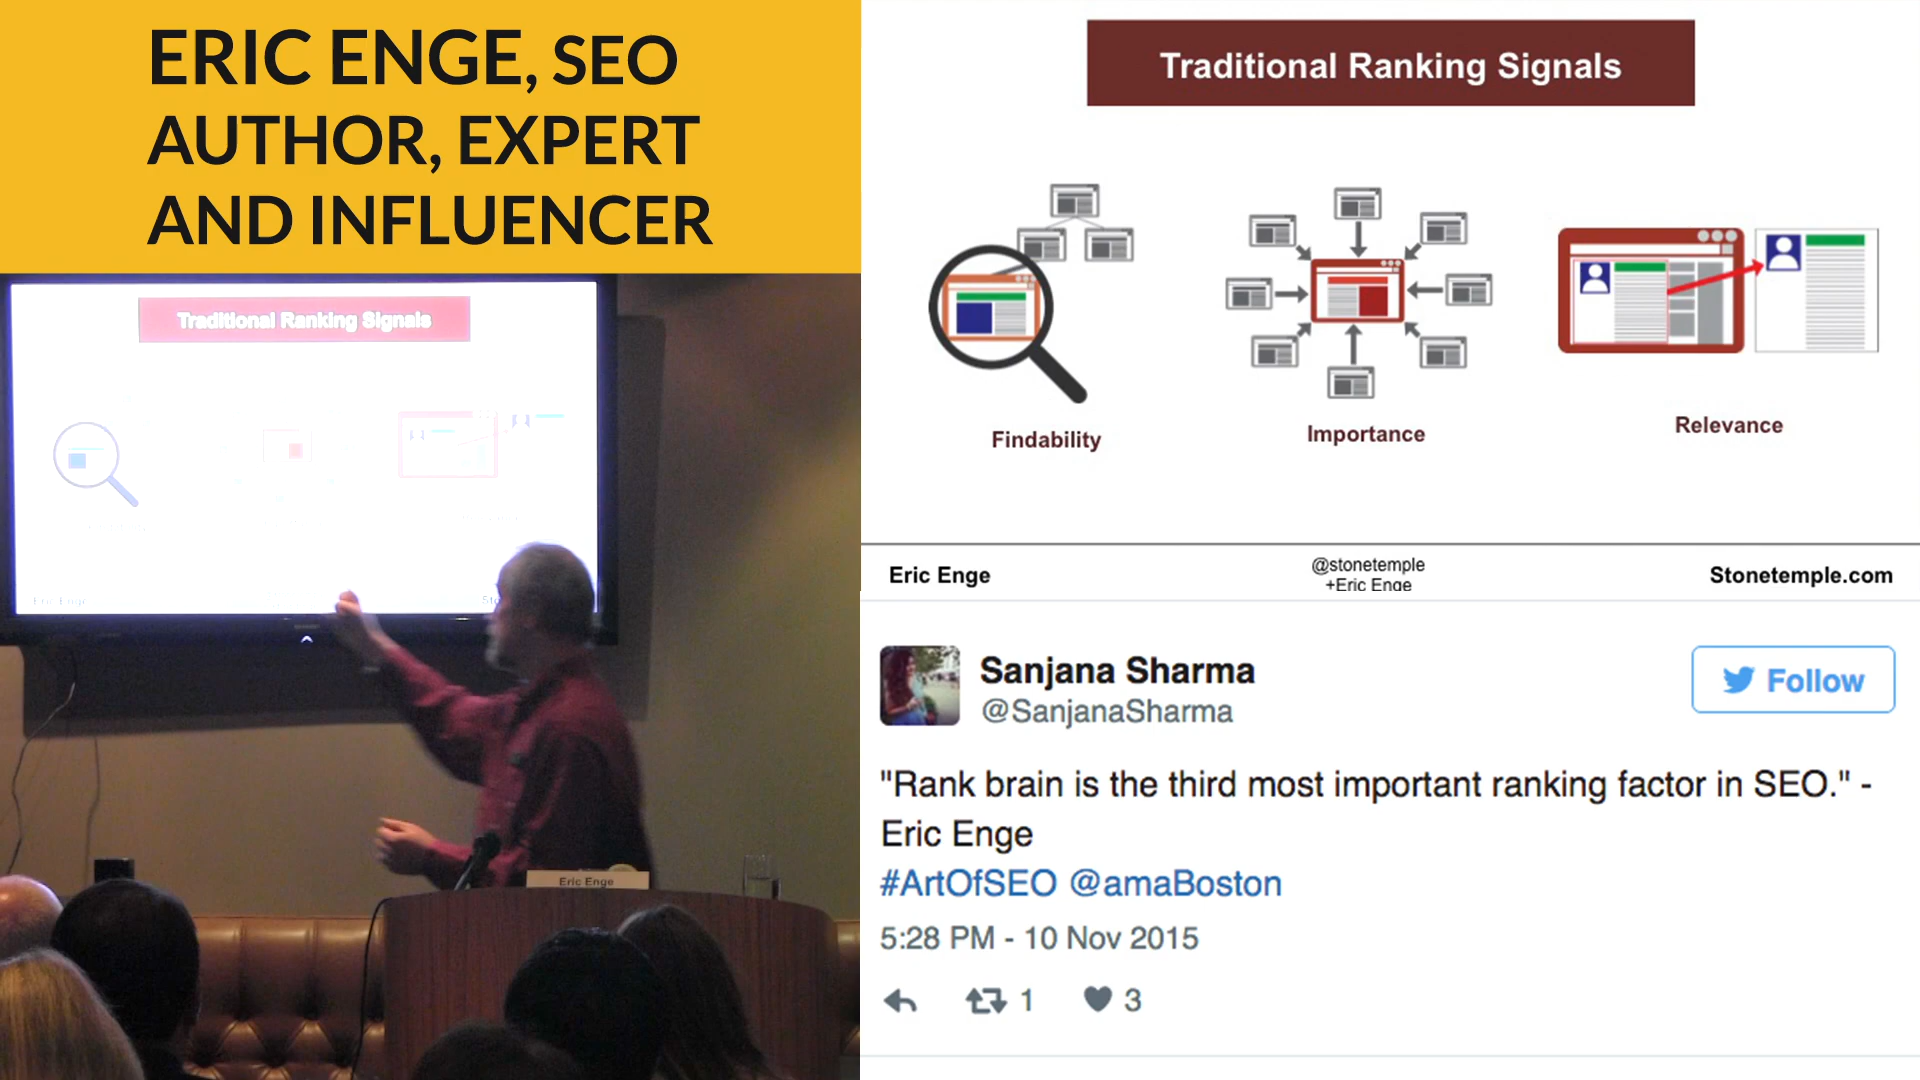 ERIC ENGE, SEO
AUTHOR, EXPERT
AND INFLUENCER
Traditional Ranking Signals
Eric Enge
Eric Enge
Traditional Ranking Signals
Findability
Importance
Relevance
Eric Enge
@stonetemple
+Eric Enge
Stonetemple.com
Sanjana Sharma
@SanjanaSharma
Follow
"Rank brain is the third most important ranking factor in SEO." -
Eric Enge
#ArtOfSEO @amaBoston
5:28 PM - 10 Nov 2015
1
3